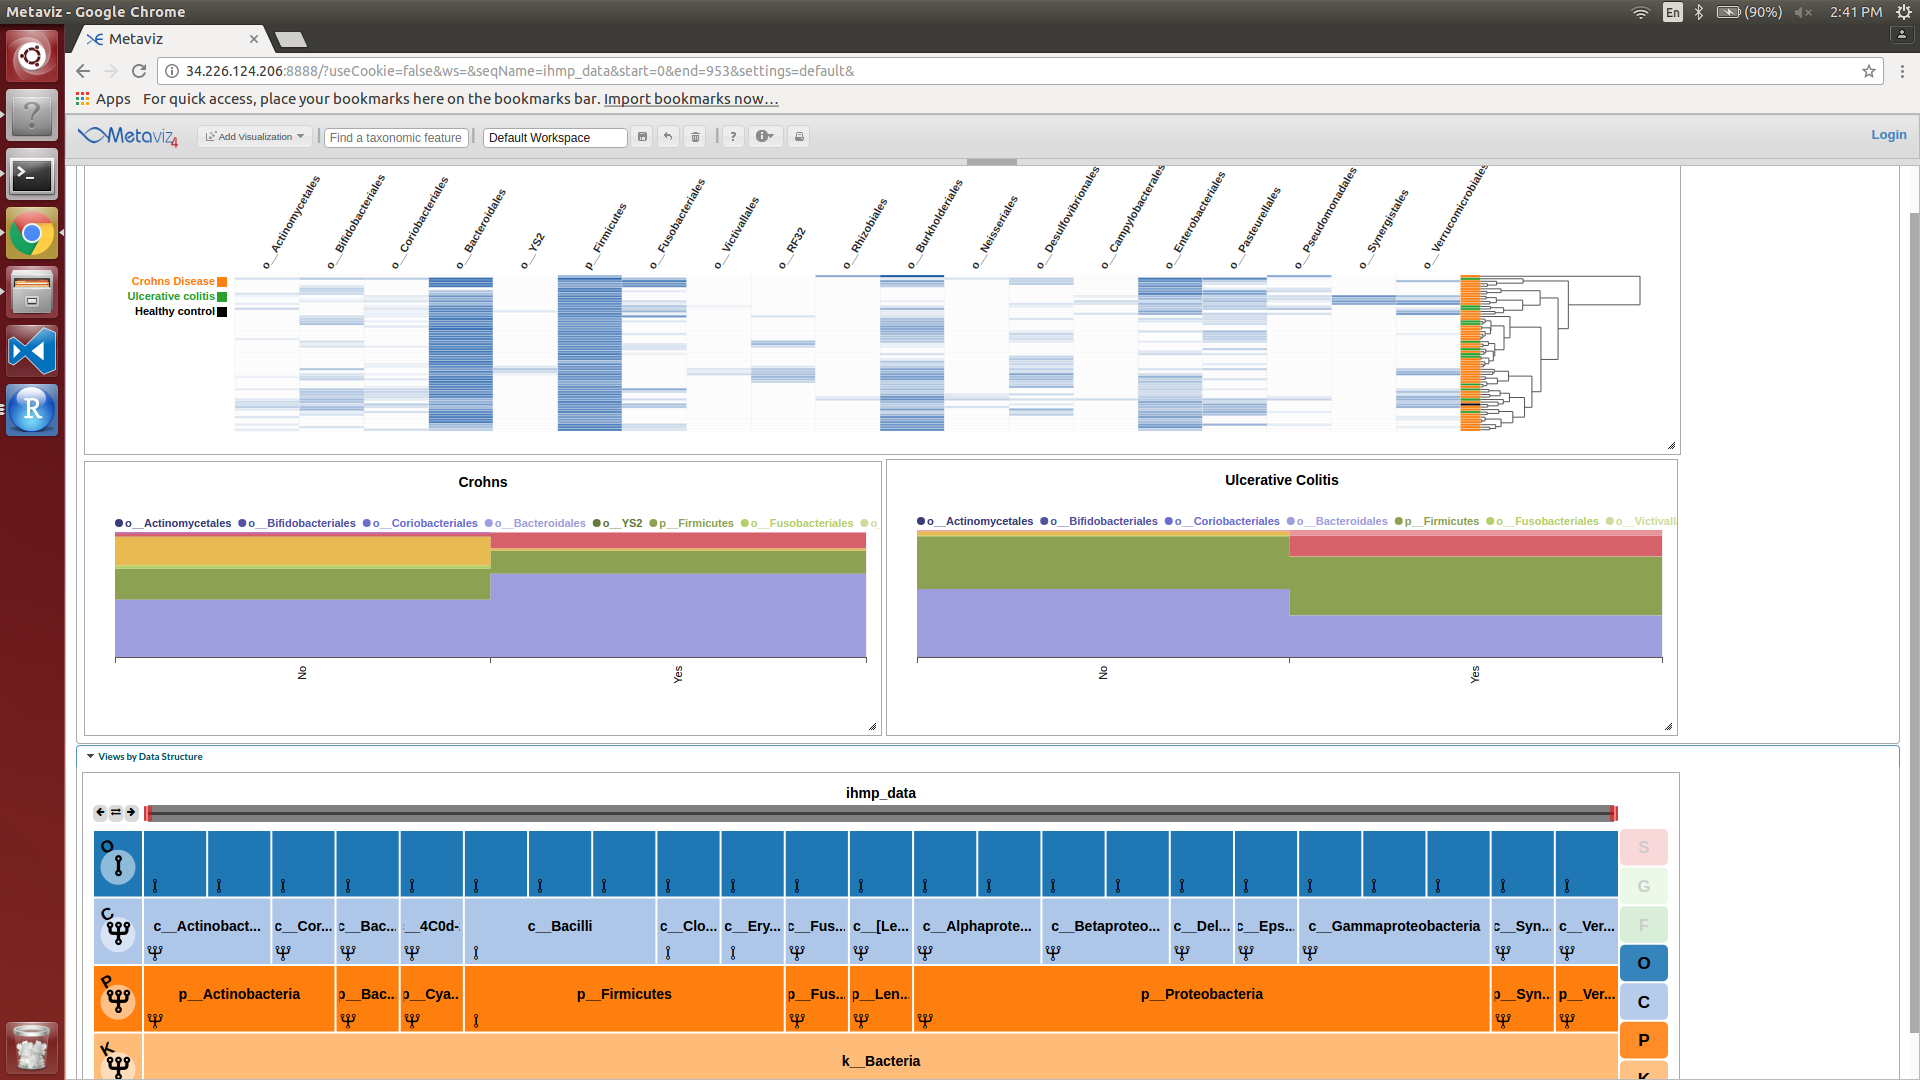 Metaviz - Google Chrome
En (90%) 2:41 PM
Metaviz
34.226.124.206:8888/?useCookie=false&ws=&seqName=ihmp_data&start=0&end=953&settings=default&
Apps For quick access, place your bookmarks here on the bookmarks bar. Import bookmarks now...
Metaviz 4 Add Visualization | Find a taxonomic feature | Default Workspace | ? Login
o__Actinomycetales o__Bifidobacteriales o__Coriobacteriales o__Bacteroidales o__YS2 p__Firmicutes o__Fusobacteriales o__Victivallales o__RF32 o__Rhizobiales o__Burkholderiales o__Neisseriales o__Desulfovibrionales o__Campylobacterales o__Enterobacteriales o__Pasteurellales o__Pseudomonadales o__Synergistales o__Verrucomicrobiales
Crohns Disease
Ulcerative colitis
Healthy control
Crohns
o__Actinomycetales o__Bifidobacteriales o__Coriobacteriales o__Bacteroidales o__YS2 p__Firmicutes o__Fusobacteriales o_
No Yes
Ulcerative Colitis
o__Actinomycetales o__Bifidobacteriales o__Coriobacteriales o__Bacteroidales p__Firmicutes o__Fusobacteriales o__Victivall
No Yes
Views by Data Structure
ihmp_data
O S
G
C c__Actinobact... c__Cor... c__Bac... __4C0d- c__Bacilli c__Clo... c__Ery... c__Fus... c__[Le... c__Alphaprote... c__Betaproteo... c__Del... c__Eps... c__Gammaproteobacteria c__Syn... c__Ver... F
O
P p__Actinobacteria p__Bac... p__Cya... p__Firmicutes p__Fus... p__Len... p__Proteobacteria p__Syn... p__Ver... C
P
K k__Bacteria K